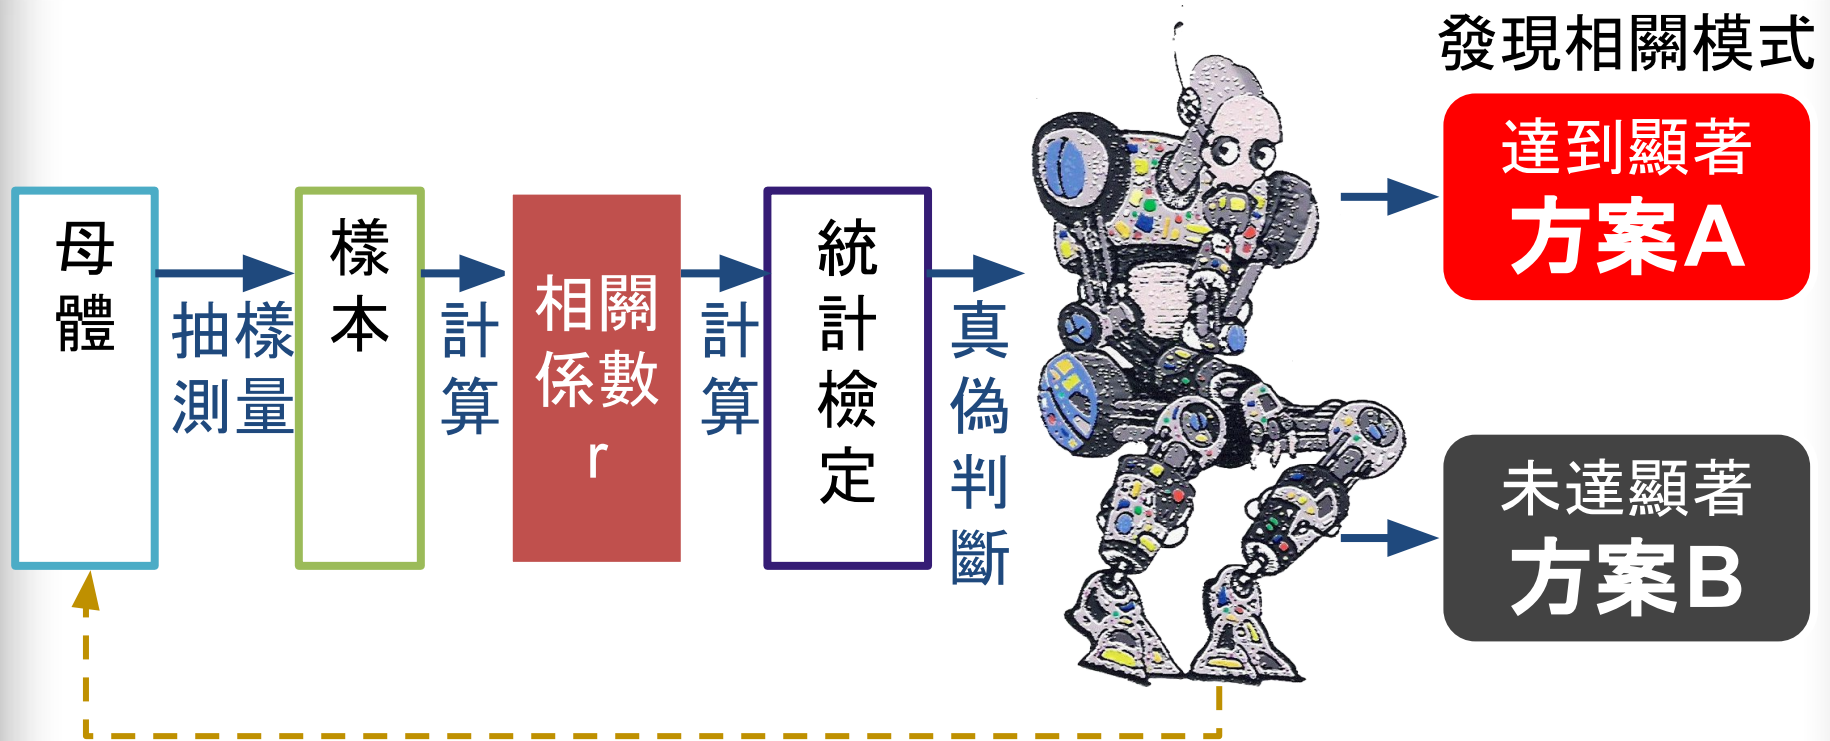 發現相關模式
達到顯著
方案A
母
體
抽樣
測量
樣
本
計
算
相關
係數
r
計
算
統
計
檢
定
真
偽
判
斷
未達顯著
方案B